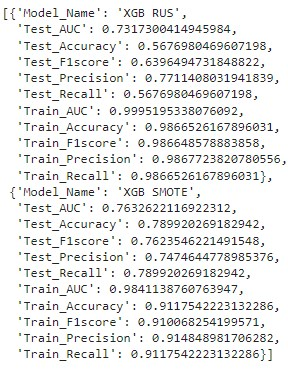 [{'Model_Name': 'XGB RUS',
'Test_AUC': 0.7317300414945984,
'Test_Accuracy': 0.5676980469607198,
'Test_F1score': 0.6396494731848822,
'Test_Precision': 0.7711408031941839,
'Test_Recall': 0.5676980469607198,
'Train_AUC': 0.9995195338076092,
'Train_Accuracy': 0.9866526167896031,
'Train_F1score': 0.986648578883858,
'Train_Precision': 0.9867723820780556,
'Train_Recall': 0.9866526167896031},
{'Model_Name': 'XGB SMOTE',
'Test_AUC': 0.7632622116922312,
'Test_Accuracy': 0.789920269182942,
'Test_F1score': 0.7623546221491548,
'Test_Precision': 0.7474644778985376,
'Test_Recall': 0.789920269182942,
'Train_AUC': 0.9841138760763947,
'Train_Accuracy': 0.9117542223132286,
'Train_F1score': 0.910068254199571,
'Train_Precision': 0.914848981706282,
'Train_Recall': 0.9117542223132286}]